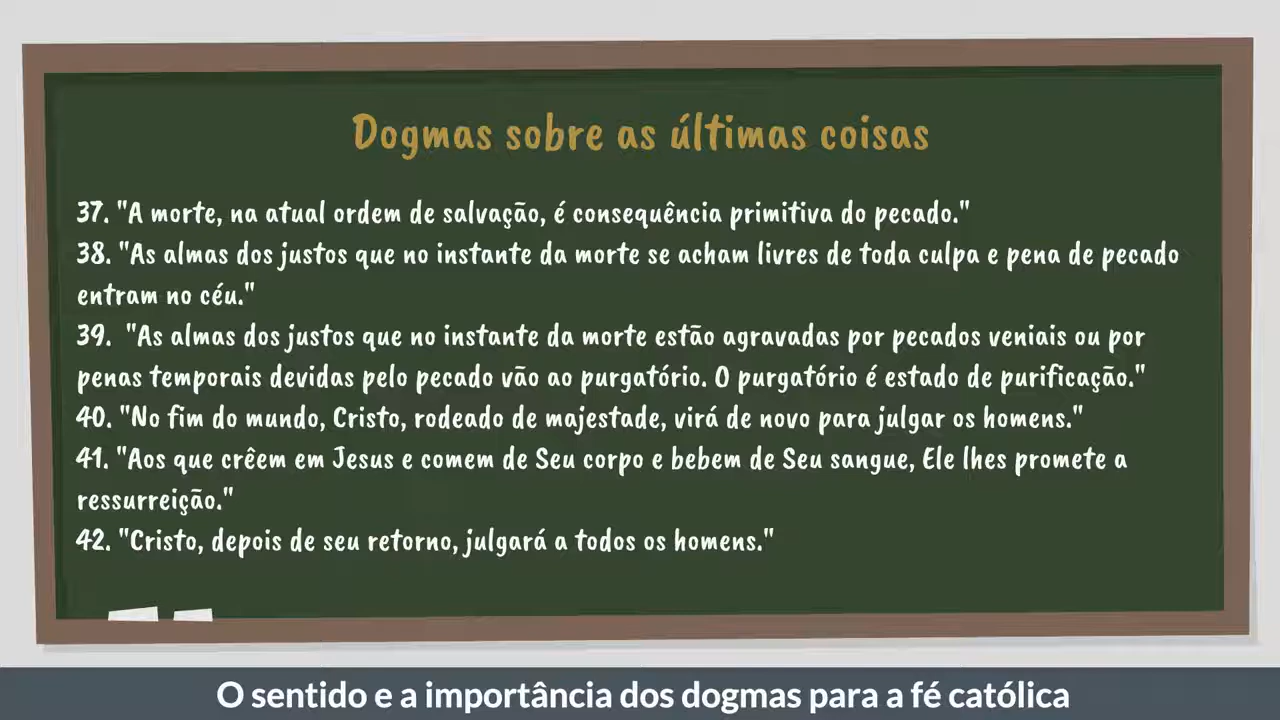 Dogmas sobre as últimas coisas
37. "A morte, na atual ordem de salvação, é consequência primitiva do pecado."
38. "As almas dos justos que no instante da morte se acham livres de toda culpa e pena de pecado
entram no céu."
39. "As almas dos justos que no instante da morte estão agravadas por pecados veniais ou por
penas temporais devidas pelo pecado vão ao purgatório. O purgatório é estado de purificação."
40. "No fim do mundo, Cristo, rodeado de majestade, virá de novo para julgar os homens."
41. "Aos que crêem em Jesus e comem de Seu corpo e bebem de Seu sangue, Ele lhes promete a
ressurreição."
42. "Cristo, depois de seu retorno, julgará a todos os homens."
O sentido e a importância dos dogmas para a fé católica